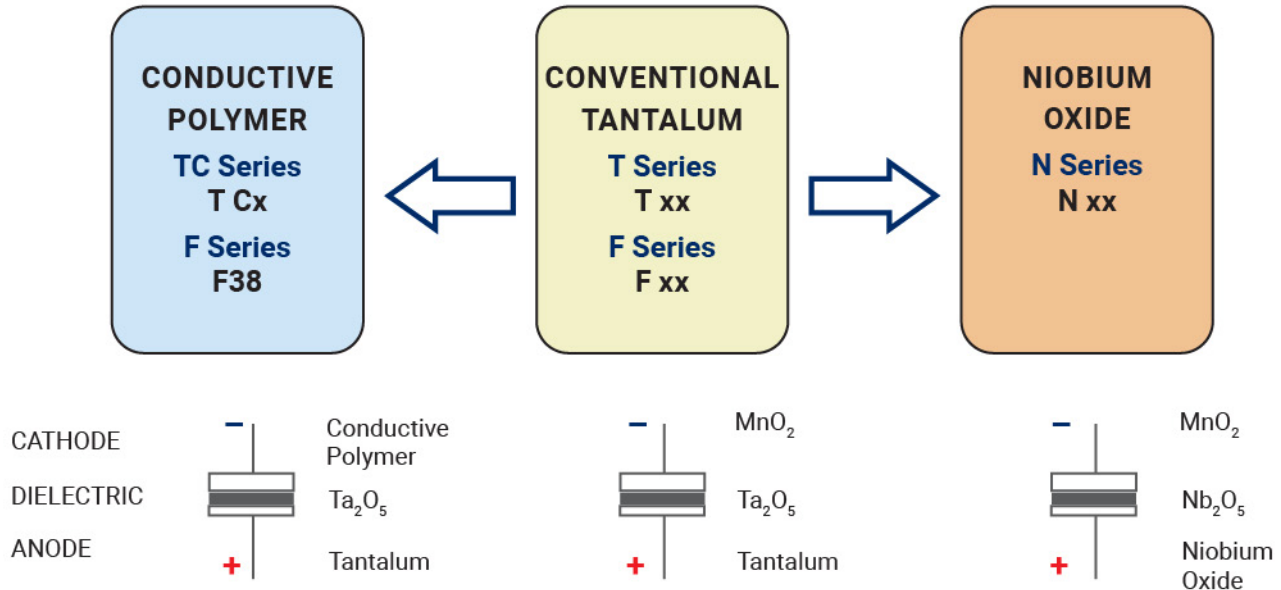 CONDUCTIVE
POLYMER
TC Series
T Cx
F Series
F38
CONVENTIONAL
TANTALUM
T Series
T xx
F Series
F xx
NIOBIUM
OXIDE
N Series
N xx
CATHODE
DIELECTRIC
ANODE
−
Conductive
Polymer
Ta₂O₅
+
Tantalum
−
MnO₂
Ta₂O₅
+
Tantalum
−
MnO₂
Nb₂O₅
+
Niobium
Oxide